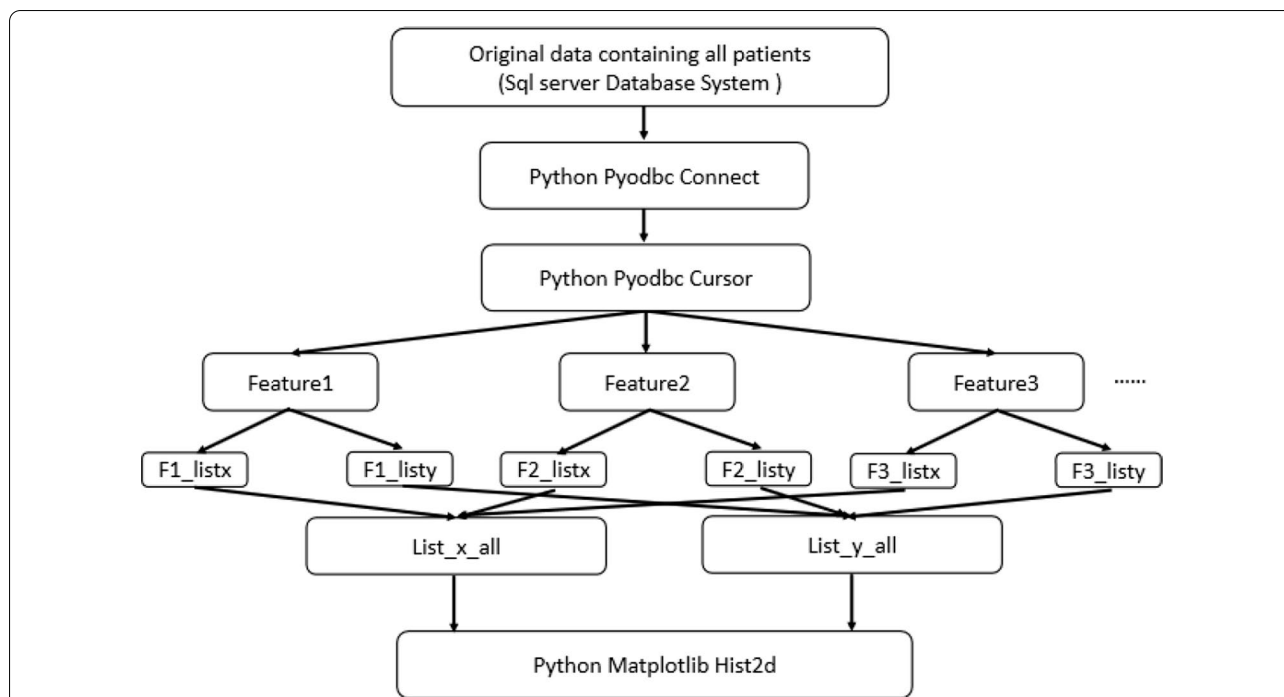 Original data containing all patients
(Sql server Database System )
Python Pyodbc Connect
Python Pyodbc Cursor
Feature1
Feature2
Feature3
......
F1_listx
F1_listy
F2_listx
F2_listy
F3_listx
F3_listy
List_x_all
List_y_all
Python Matplotlib Hist2d